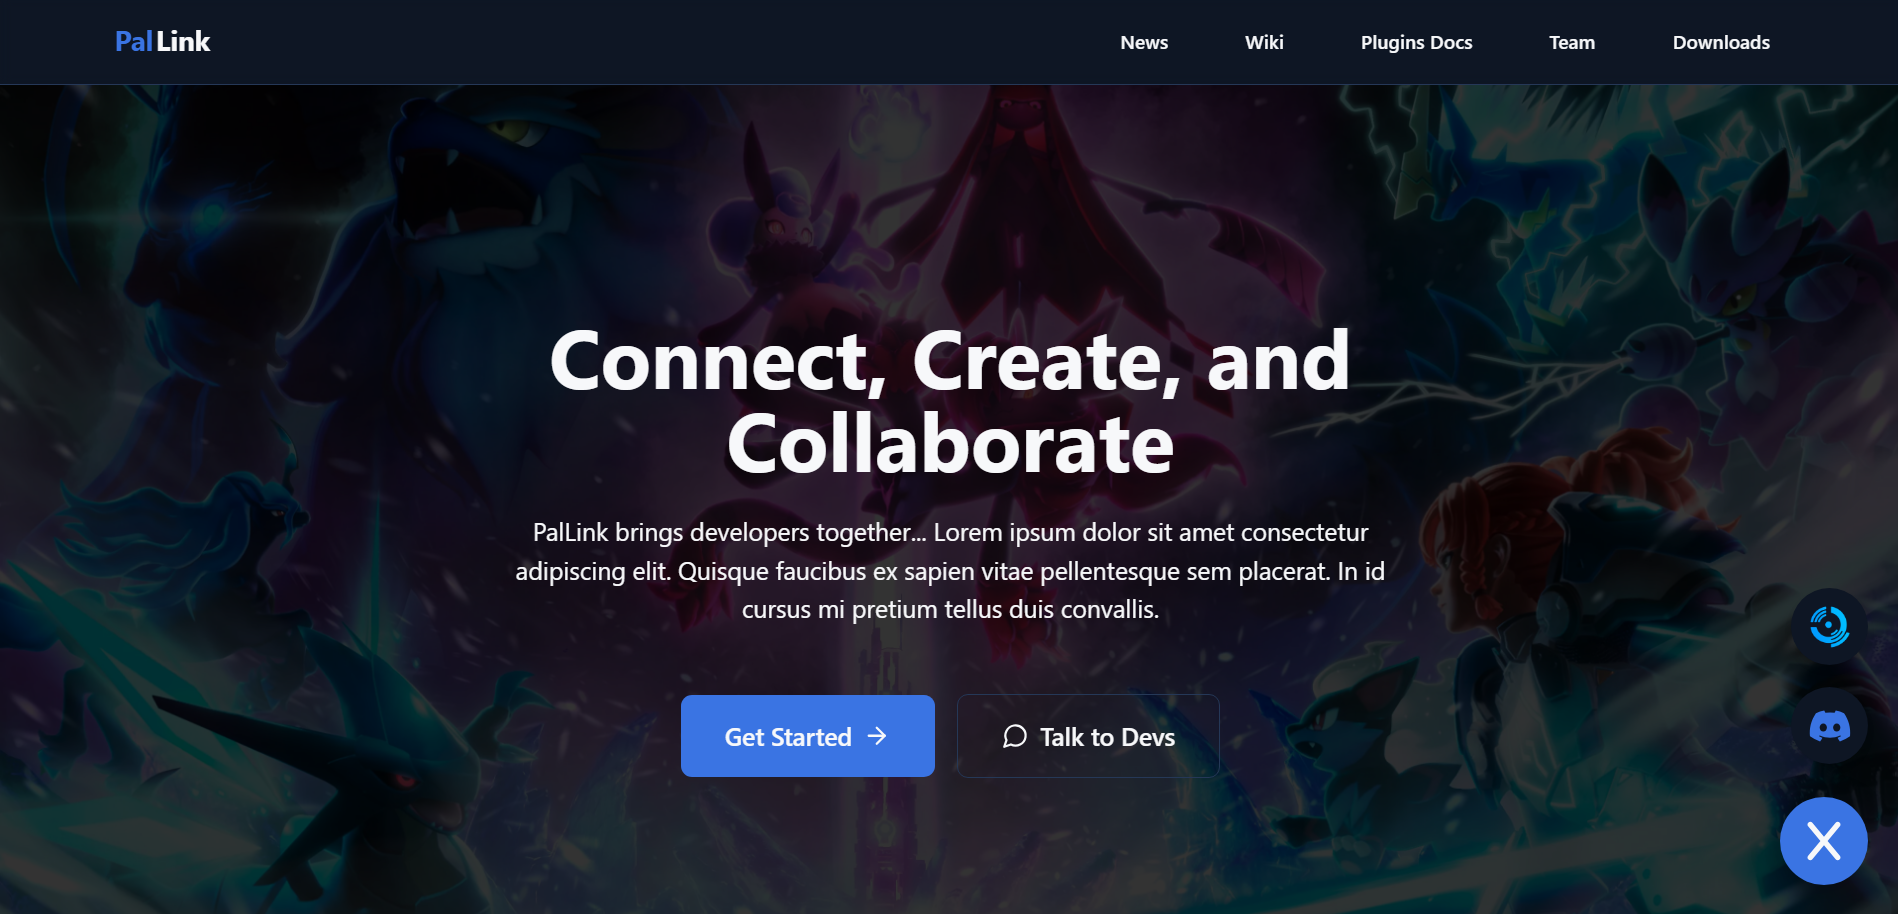 PalLink
News Wiki Plugins Docs Team Downloads
Connect, Create, and
Collaborate
PalLink brings developers together... Lorem ipsum dolor sit amet consectetur
adipiscing elit. Quisque faucibus ex sapien vitae pellentesque sem placerat. In id
cursus mi pretium tellus duis convallis.
Get Started
Talk to Devs